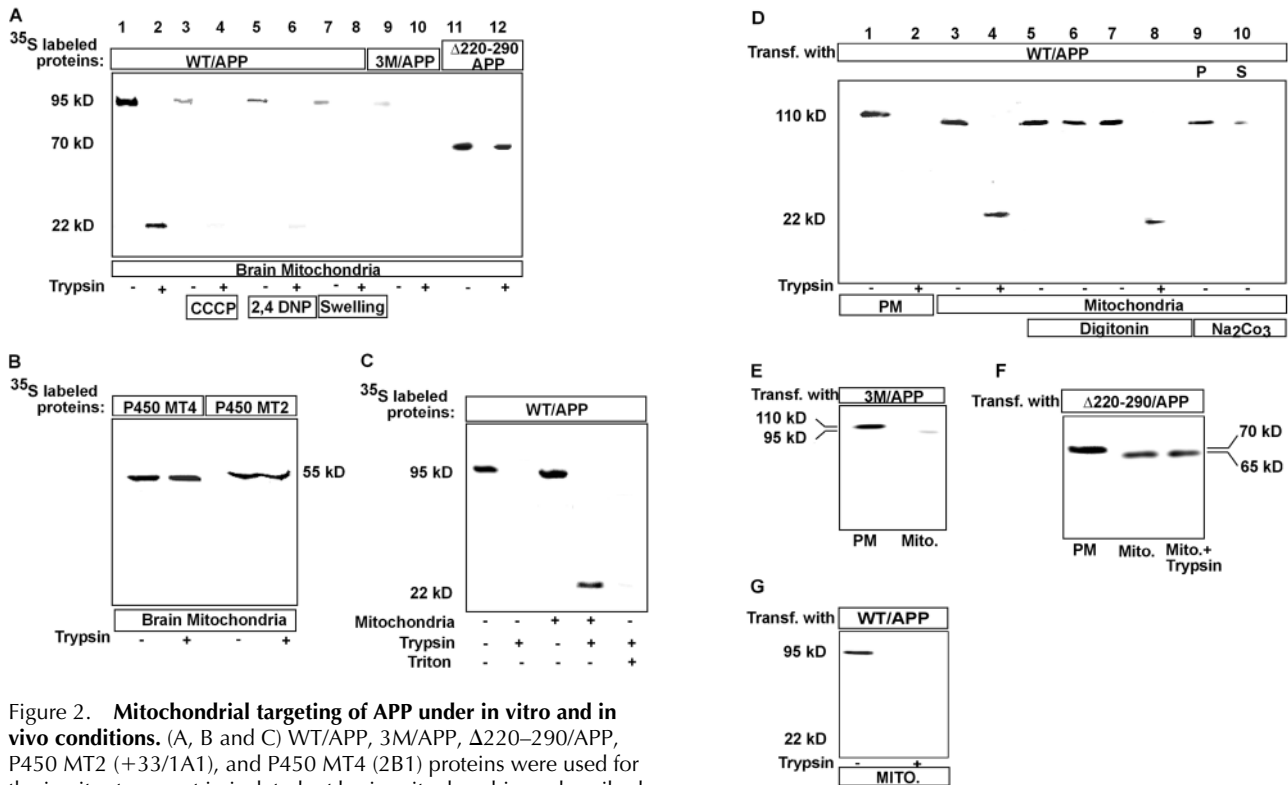 A
1 2 3 4 5 6 7 8 9 10 11 12
35S labeled proteins:
WT/APP 3M/APP Δ220-290 APP
95 kD
70 kD
22 kD
Brain Mitochondria
Trypsin - + - + - + - + - + - +
CCCP 2,4 DNP Swelling
B
35S labeled proteins:
P450 MT4 P450 MT2
55 kD
Brain Mitochondria
Trypsin - + - +
C
35S labeled proteins:
WT/APP
95 kD
22 kD
Mitochondria - - + + -
Trypsin - + - + +
Triton - - - - +
Figure 2. Mitochondrial targeting of APP under in vitro and in
vivo conditions. (A, B and C) WT/APP, 3M/APP, Δ220–290/APP,
P450 MT2 (+33/1A1), and P450 MT4 (2B1) proteins were used for
D
1 2 3 4 5 6 7 8 9 10
Transf. with WT/APP
P S
110 kD
22 kD
Trypsin - + - + - - - + - -
PM Mitochondria
Digitonin Na2Co3
E
Transf. with 3M/APP
110 kD
95 kD
PM Mito.
F
Transf. with Δ220-290/APP
70 kD
65 kD
PM Mito. Mito.+
Trypsin
G
Transf. with WT/APP
95 kD
22 kD
Trypsin - +
MITO.